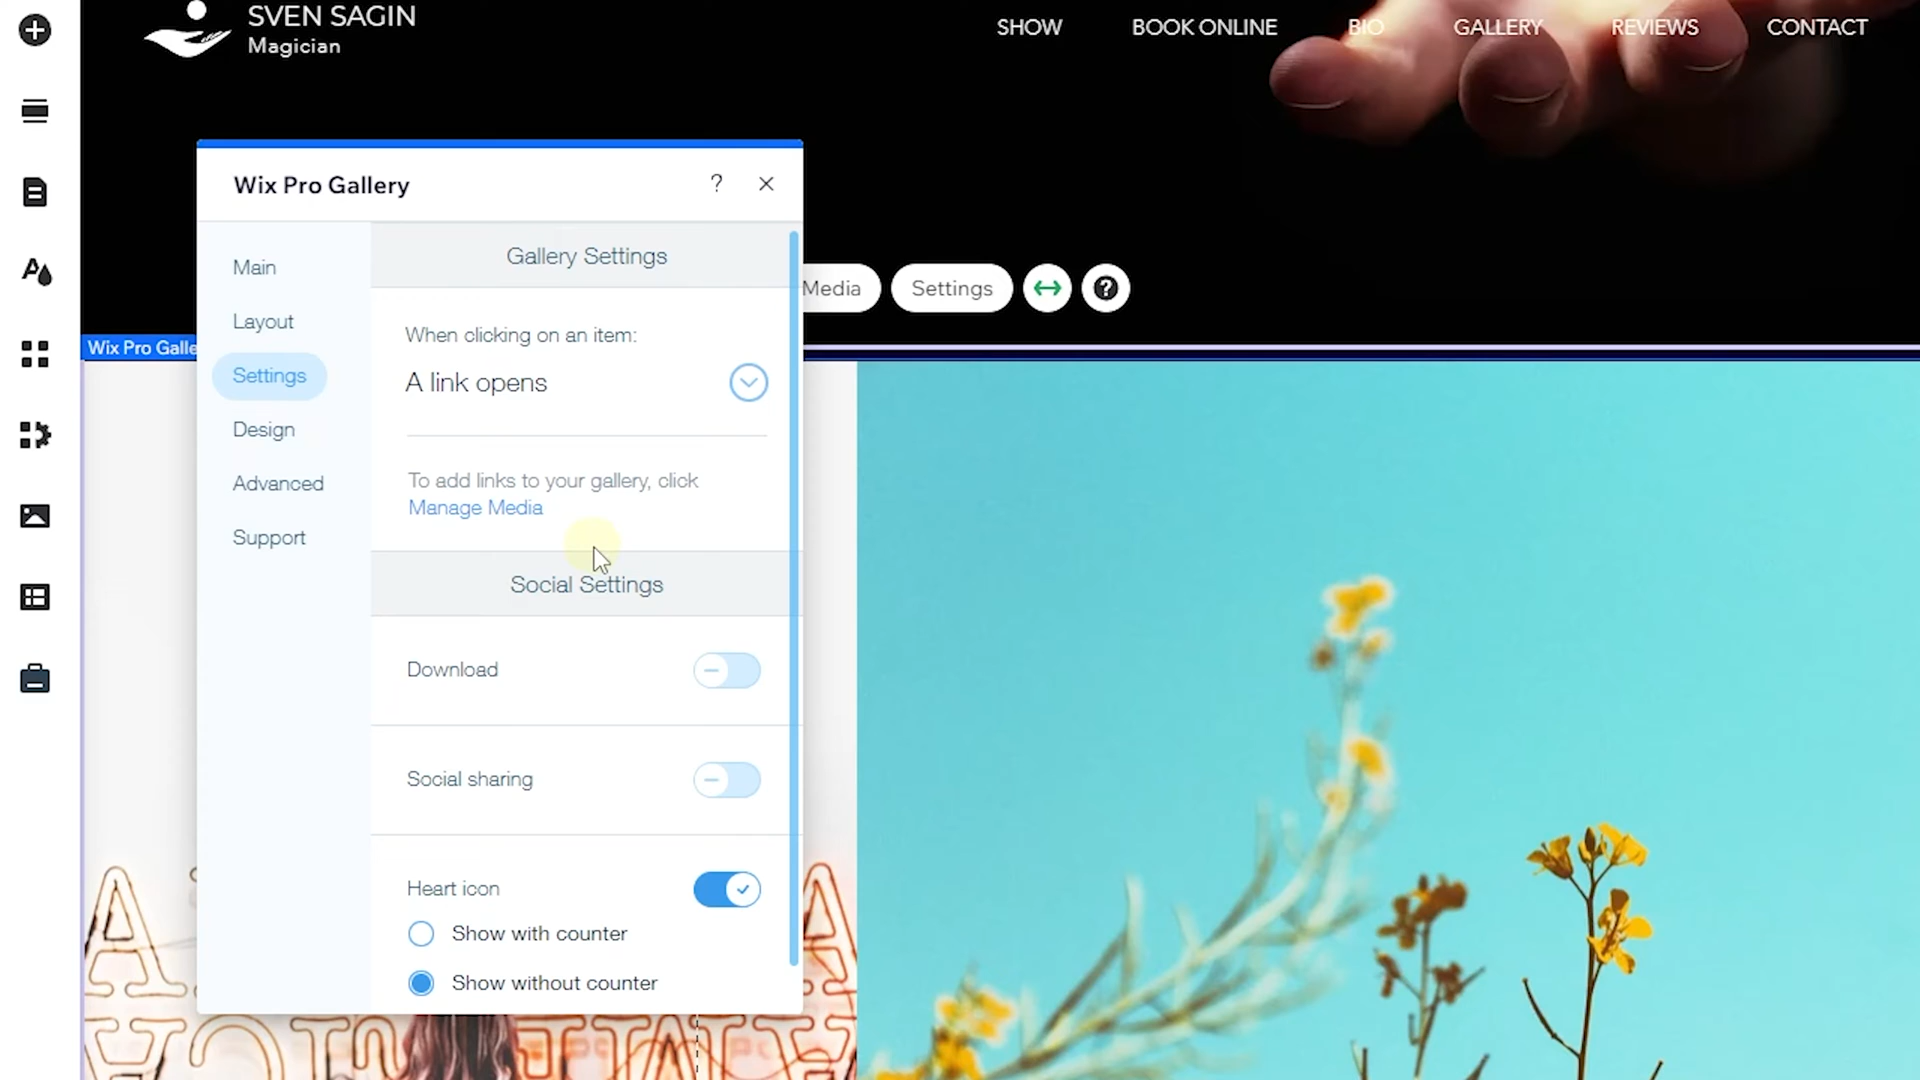 SVEN SAGIN
Magician
SHOW
BOOK ONLINE
BIO
GALLERY
REVIEWS
CONTACT
Wix Pro Gallery
?
Main
Layout
Settings
Design
Advanced
Support
Gallery Settings
When clicking on an item:
A link opens
To add links to your gallery, click
Manage Media
Social Settings
Download
Social sharing
Heart icon
Show with counter
Show without counter
Media
Settings
?
Wix Pro Galle